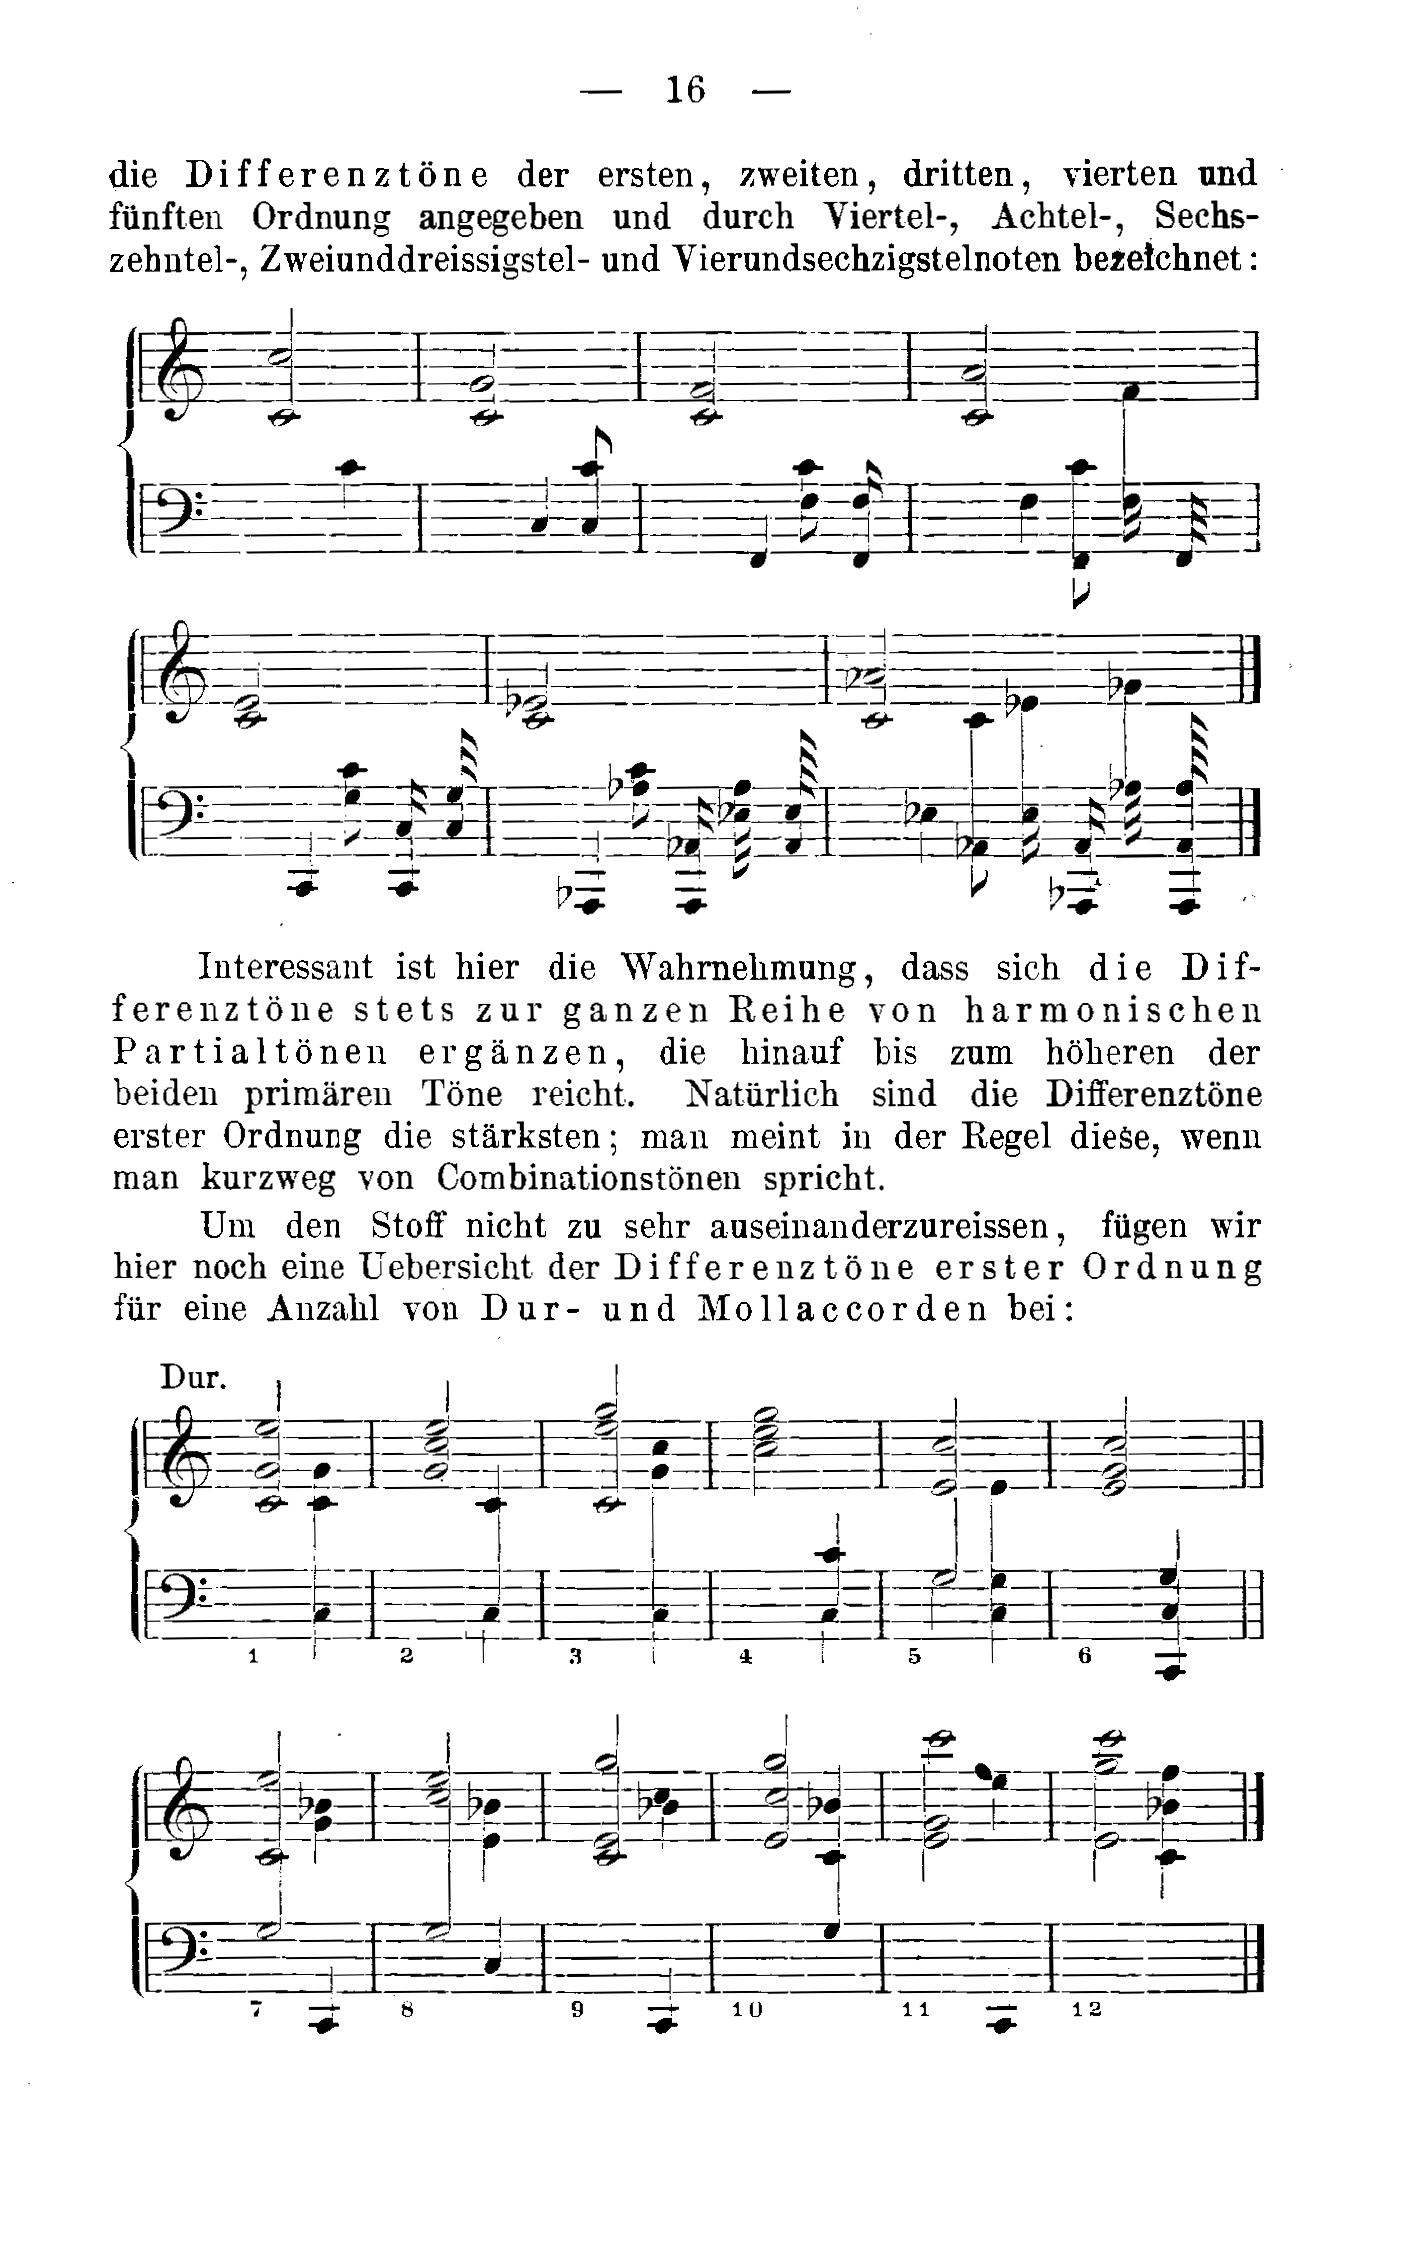 — 16 —
die Differenztöne der ersten, zweiten, dritten, vierten und
fünften Ordnung angegeben und durch Viertel-, Achtel-, Sechs-
zehntel-, Zweiunddreissigstel- und Vierundsechzigstelnoten bezeichnet:
Interessant ist hier die Wahrnehmung, dass sich die Dif-
ferenztöne stets zur ganzen Reihe von harmonischen
Partialtönen ergänzen, die hinauf bis zum höheren der
beiden primären Töne reicht. Natürlich sind die Differenztöne
erster Ordnung die stärksten; man meint in der Regel diese, wenn
man kurzweg von Combinationstönen spricht.
Um den Stoff nicht zu sehr auseinanderzureissen, fügen wir
hier noch eine Uebersicht der Differenztöne erster Ordnung
für eine Anzahl von Dur- und Mollaccorden bei:
Dur.
1 2 3 4 5 6
7 8 9 10 11 12